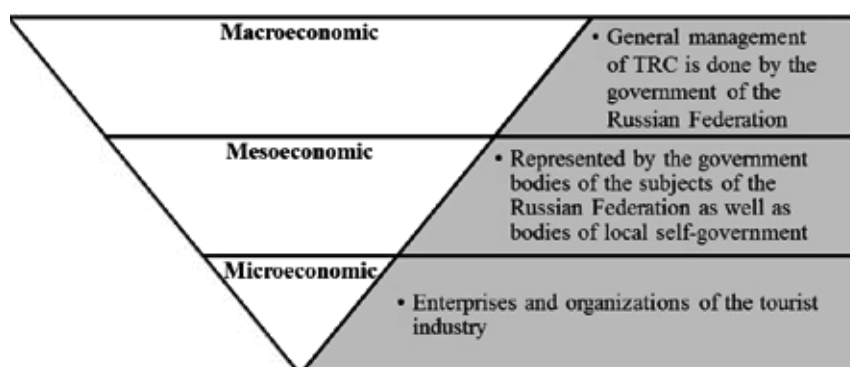 Macroeconomic
• General management
of TRC is done by the
government of the
Russian Federation
Mesoeconomic
• Represented by the government
bodies of the subjects of the
Russian Federation as well as
bodies of local self-government
Microeconomic
• Enterprises and organizations of the tourist
industry